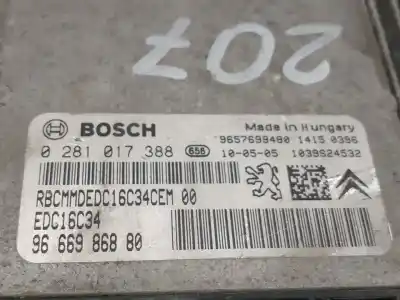 207
BOSCH
Made in Hungary
9657699480 1415 0396
0 281 017 388 656 10-05-05 1039S24532
RBCMMDEDC16C34CEM 00
EDC16C34
96 669 868 80